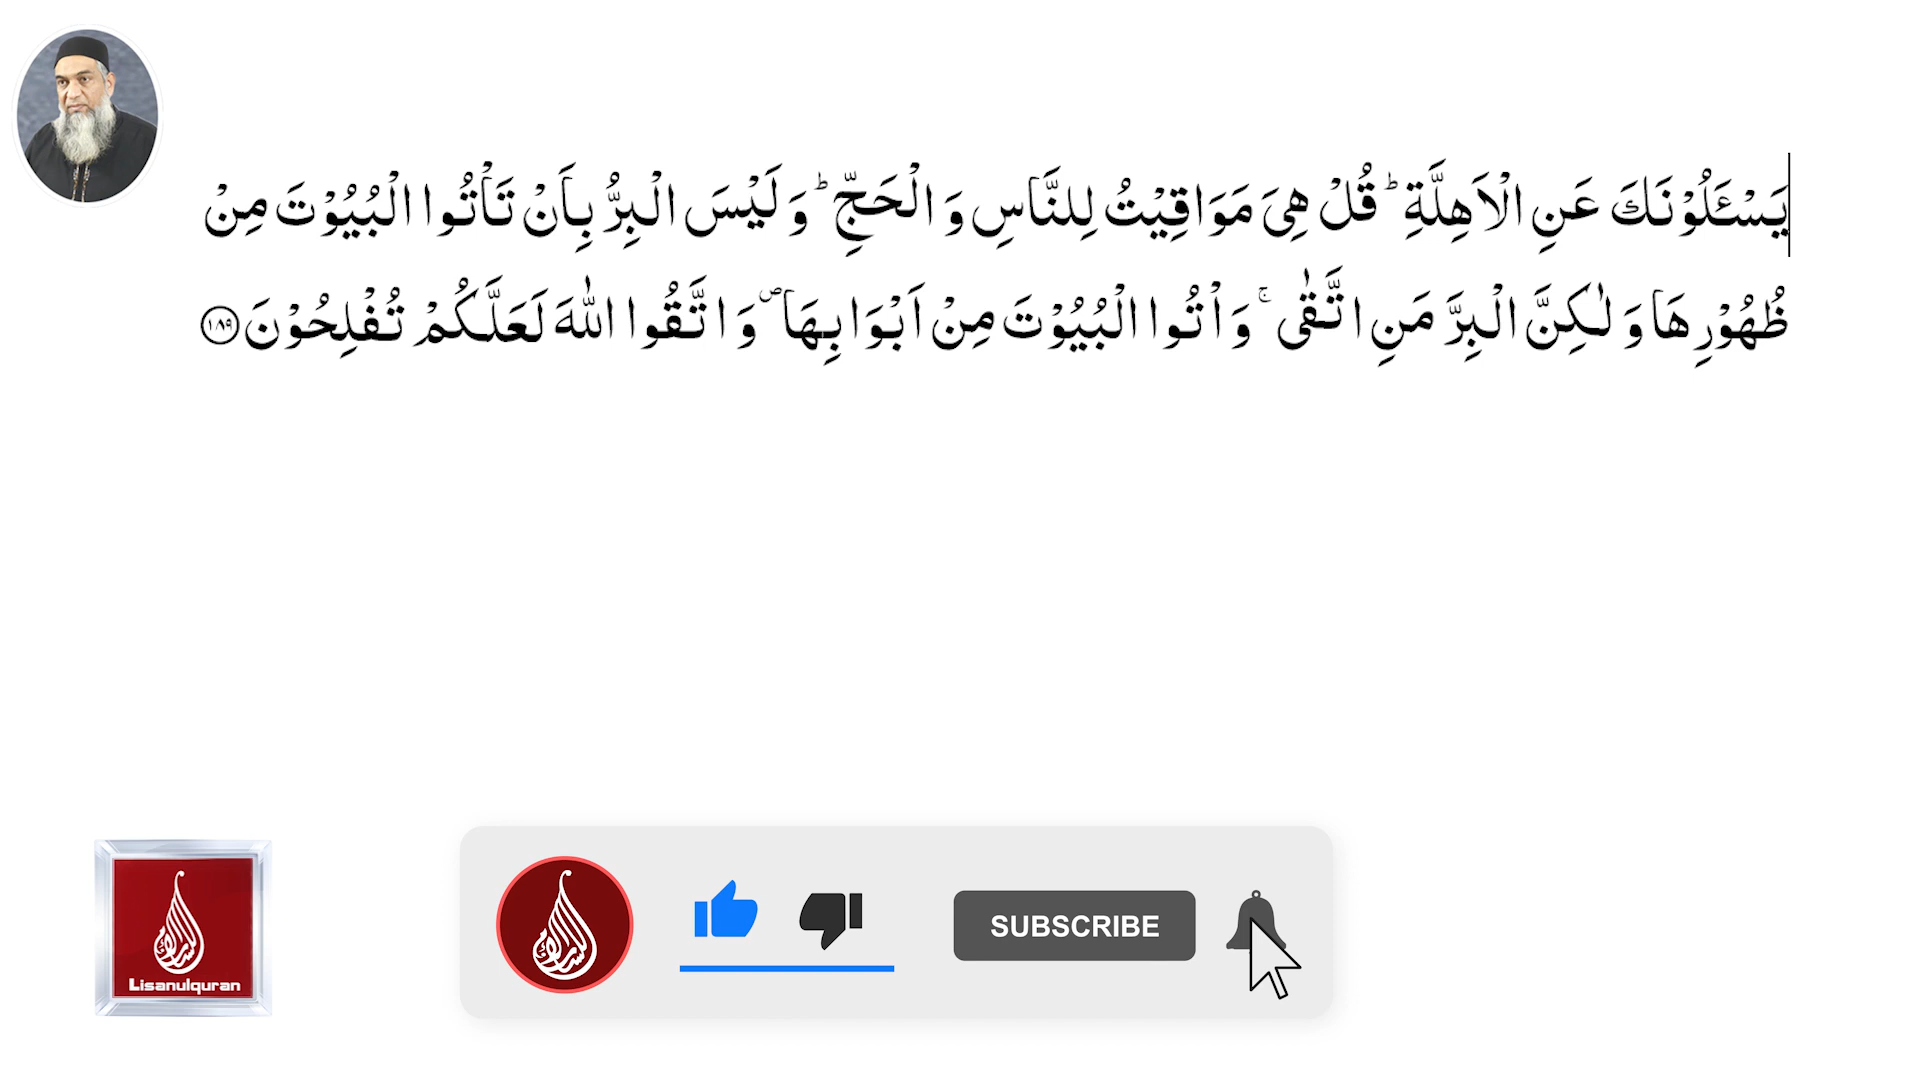 يَسْـَٔلُوْنَكَ عَنِ الْاَهِلَّةِ ؕ قُلْ هِیَ مَوَاقِیْتُ لِلنَّاسِ وَ الْحَجِّ ؕ وَ لَیْسَ الْبِرُّ بِاَنْ تَاْتُوا الْبُیُوْتَ مِنْ
ظُهُوْرِهَا وَ لٰكِنَّ الْبِرَّ مَنِ اتَّقٰى ۚ وَ اْتُوا الْبُیُوْتَ مِنْ اَبْوَابِهَا ۪ وَ اتَّقُوا اللّٰهَ لَعَلَّكُمْ تُفْلِحُوْنَ ۝۱۸۹
Lisanulquran
SUBSCRIBE